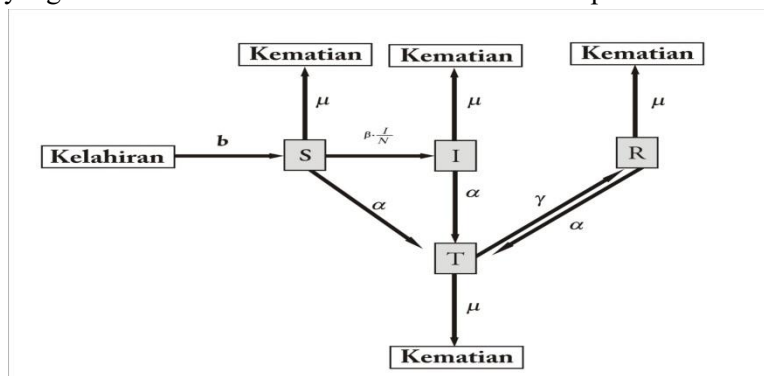 Kematian Kematian Kematian
μ μ μ
Kelahiran b S β·I/N I R
α α γ α
T
μ
Kematian